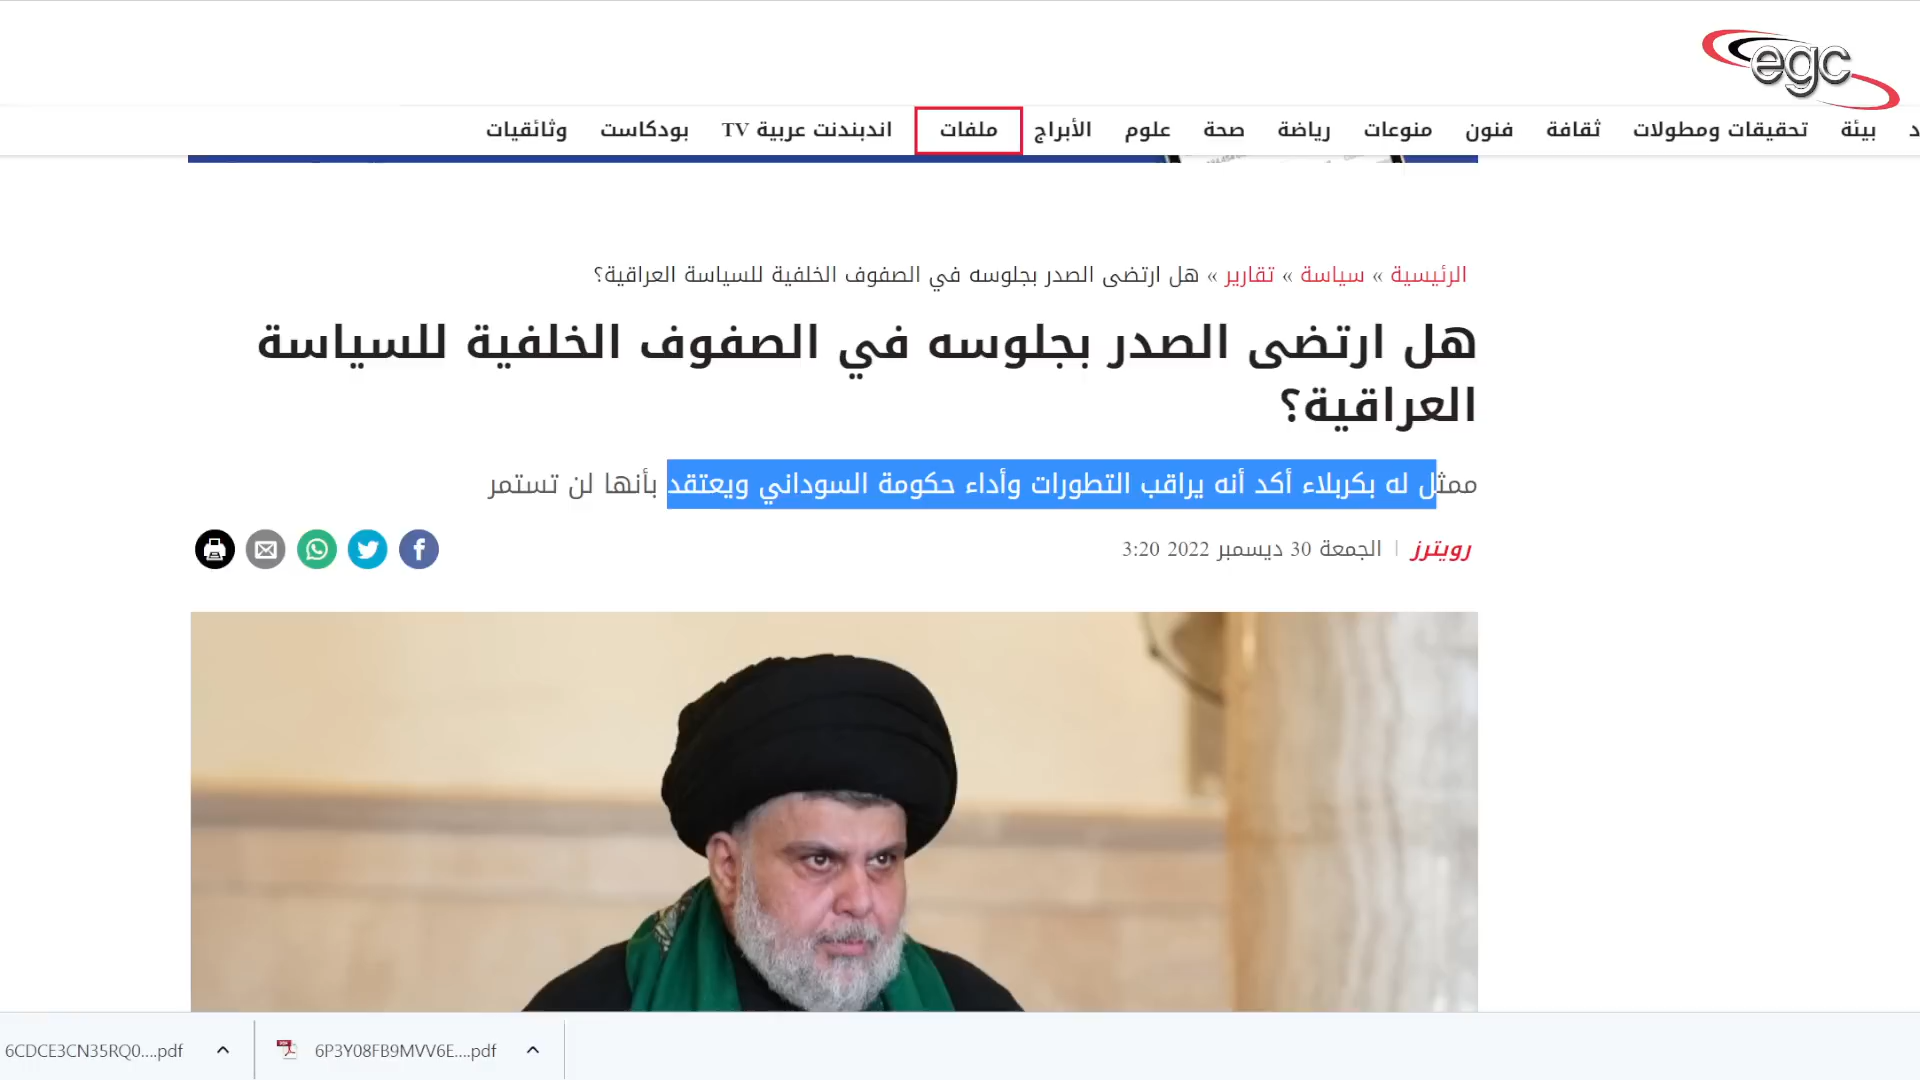 egc
د بيئة تحقيقات ومطولات ثقافة فنون منوعات رياضة صحة علوم الأبراج ملفات اندبندنت عربية TV بودكاست وثائقيات
الرئيسية » سياسة » تقارير » هل ارتضى الصدر بجلوسه في الصفوف الخلفية للسياسة العراقية؟
هل ارتضى الصدر بجلوسه في الصفوف الخلفية للسياسة
العراقية؟
ممثل له بكربلاء أكد أنه يراقب التطورات وأداء حكومة السوداني ويعتقد بأنها لن تستمر
رويترز | الجمعة 30 ديسمبر 2022 3:20
6CDCE3CN35RQ0....pdf
6P3Y08FB9MVV6E....pdf